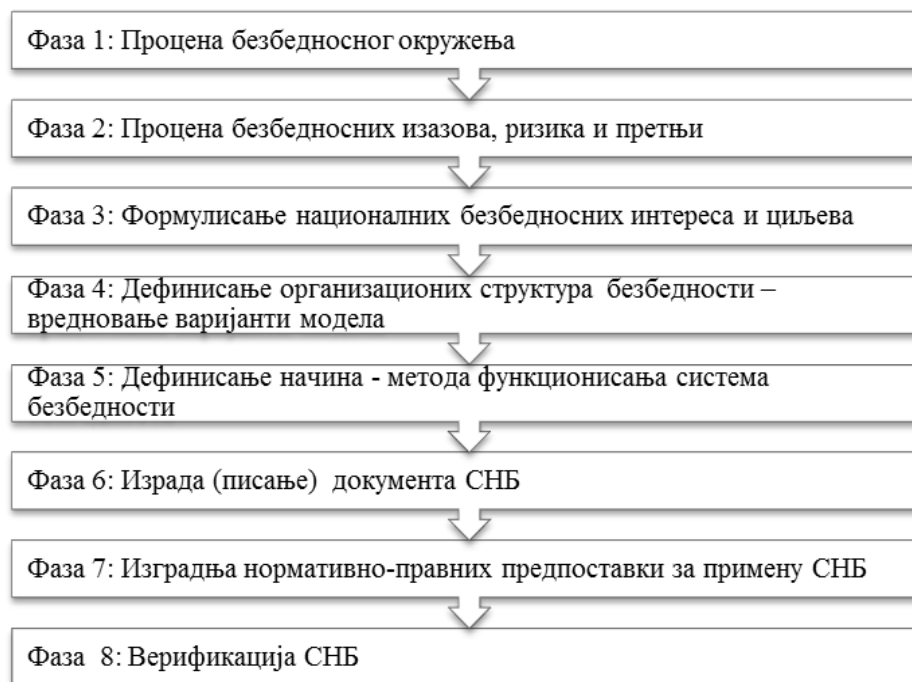 Фаза 1: Процена безбедносног окружења
Фаза 2: Процена безбедносних изазова, ризика и претњи
Фаза 3: Формулисање националних безбедносних интереса и циљева
Фаза 4: Дефинисање организационих структура безбедности –
вредновање варијанти модела
Фаза 5: Дефинисање начина - метода функционисања система
безбедности
Фаза 6: Израда (писање) документа СНБ
Фаза 7: Изградња нормативно-правних предпоставки за примену СНБ
Фаза 8: Верификација СНБ